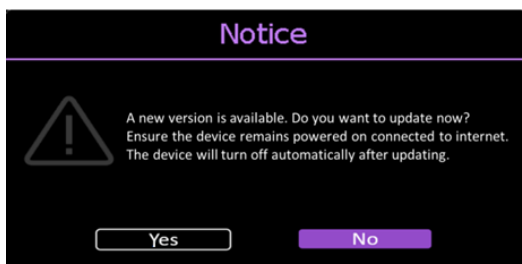 Notice
A new version is available. Do you want to update now?
Ensure the device remains powered on connected to internet.
The device will turn off automatically after updating.
Yes
No